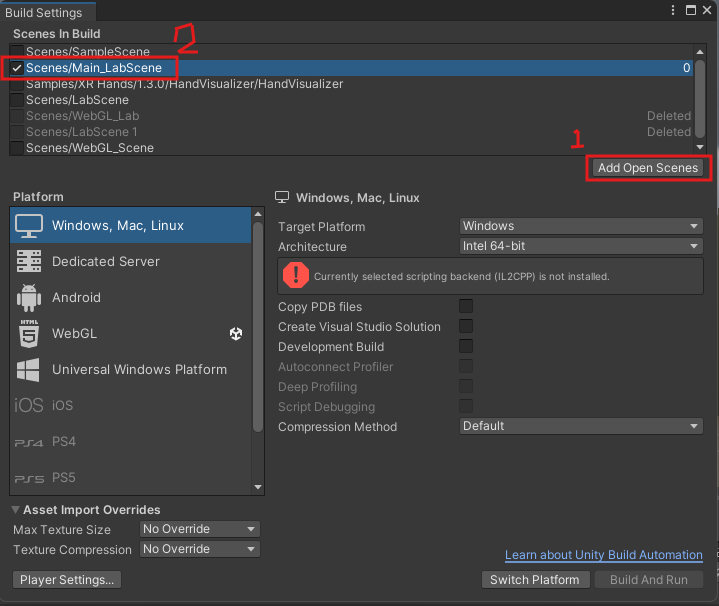 Build Settings
Scenes In Build
2
Scenes/SampleScene
Scenes/Main_LabScene 0
Samples/XR Hands/1.3.0/HandVisualizer/HandVisualizer
Scenes/LabScene
Scenes/WebGL_Lab Deleted
Scenes/LabScene 1 Deleted
Scenes/WebGL_Scene
1
Add Open Scenes
Platform
Windows, Mac, Linux
Dedicated Server
Android
HTML
5
WebGL
Universal Windows Platform
iOS iOS
PS4 PS4
PS5 PS5
Windows, Mac, Linux
Target Platform Windows
Architecture Intel 64-bit
Currently selected scripting backend (IL2CPP) is not installed.
Copy PDB files
Create Visual Studio Solution
Development Build
Autoconnect Profiler
Deep Profiling
Script Debugging
Compression Method Default
Asset Import Overrides
Max Texture Size No Override
Texture Compression No Override
Learn about Unity Build Automation
Player Settings... Switch Platform Build And Run